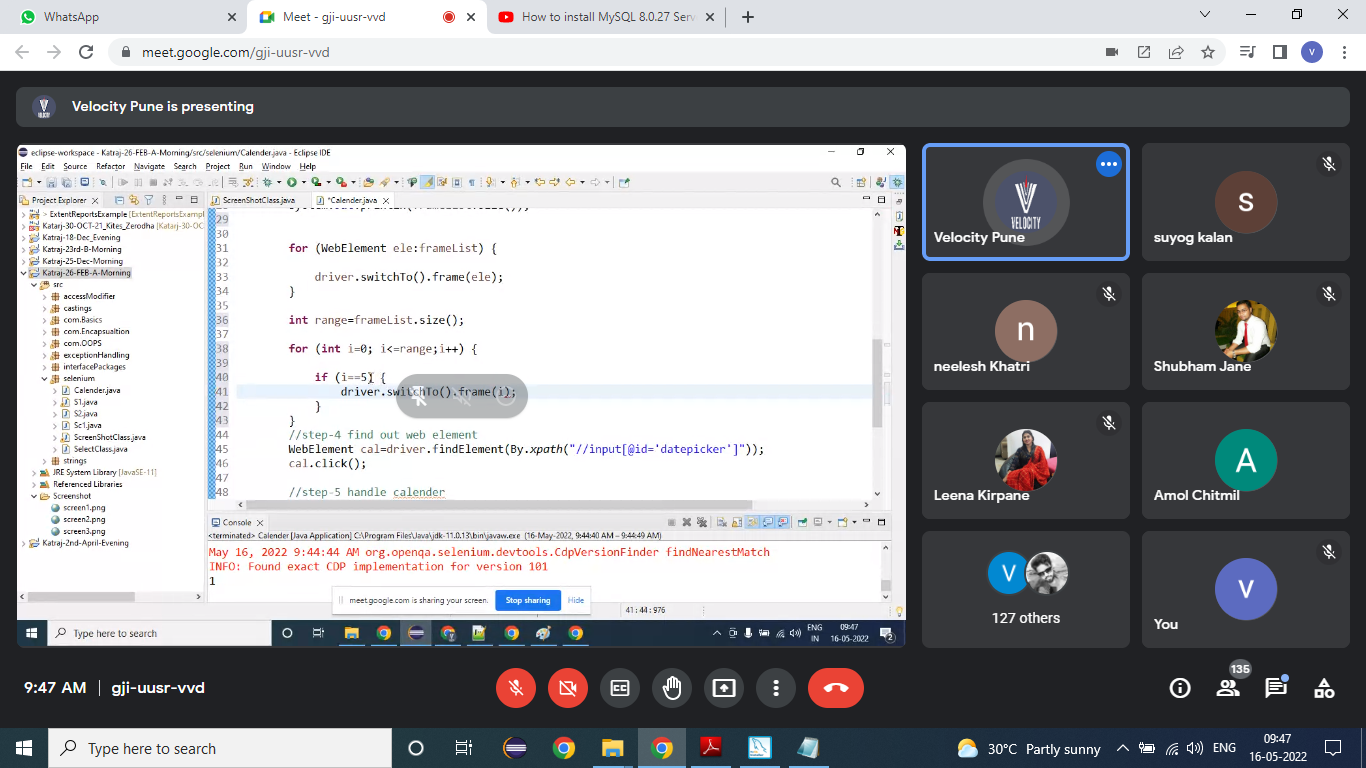 WhatsApp
Meet - gji-uusr-vvd
How to install MySQL 8.0.27 Serv
meet.google.com/gji-uusr-vvd
V
Velocity Pune is presenting
eclipse-workspace - Katraj-26-FEB-A-Morning/src/selenium/Calender.java - Eclipse IDE
File Edit Source Refactor Navigate Search Project Run Window Help
Project Explorer
ScreenShotClass.java
*Calender.java
> ExtentReportsExample [ExtentReportsExampl
Katarj-30-OCT-21_Kites_Zerodha [Katarj-30-OC
Katraj-18-Dec_Evening
Katraj-23rd-B-Morning
Katraj-25-Dec-Morning
Katraj-26-FEB-A-Morning
src
accessModifier
castings
com.Basics
com.Encapsualtion
com.OOPS
exceptionHandling
interfacePackages
selenium
Calender.java
S1.java
S2.java
Sc1.java
ScreenShotClass.java
SelectClass.java
strings
JRE System Library [JavaSE-11]
Referenced Libraries
Screenshot
screen1.png
screen2.png
screen3.png
Katraj-2nd-April-Evening
29
30
31 for (WebElement ele:frameList) {
32
33 driver.switchTo().frame(ele);
34 }
35
36 int range=frameList.size();
37
38 for (int i=0; i<=range;i++) {
39
40 if (i==5) {
41 driver.switchTo().frame(i);
42 }
43 }
44 //step-4 find out web element
45 WebElement cal=driver.findElement(By.xpath("//input[@id='datepicker']"));
46 cal.click();
47
48 //step-5 handle calender
Console
<terminated> Calender [Java Application] C:\Program Files\Java\jdk-11.0.13\bin\javaw.exe (16-May-2022, 9:44:40 AM – 9:44:49 AM)
May 16, 2022 9:44:44 AM org.openqa.selenium.devtools.CdpVersionFinder findNearestMatch
INFO: Found exact CDP implementation for version 101
1
meet.google.com is sharing your screen.
Stop sharing
Hide
41 : 44 : 976
Type here to search
ENG
IN
09:47
16-05-2022
2
VELOCITY
Velocity Pune
S
suyog kalan
n
neelesh Khatri
Shubham Jane
Leena Kirpane
A
Amol Chitmil
V
127 others
V
You
9:47 AM | gji-uusr-vvd
CC
135
Type here to search
30°C Partly sunny
ENG
09:47
16-05-2022